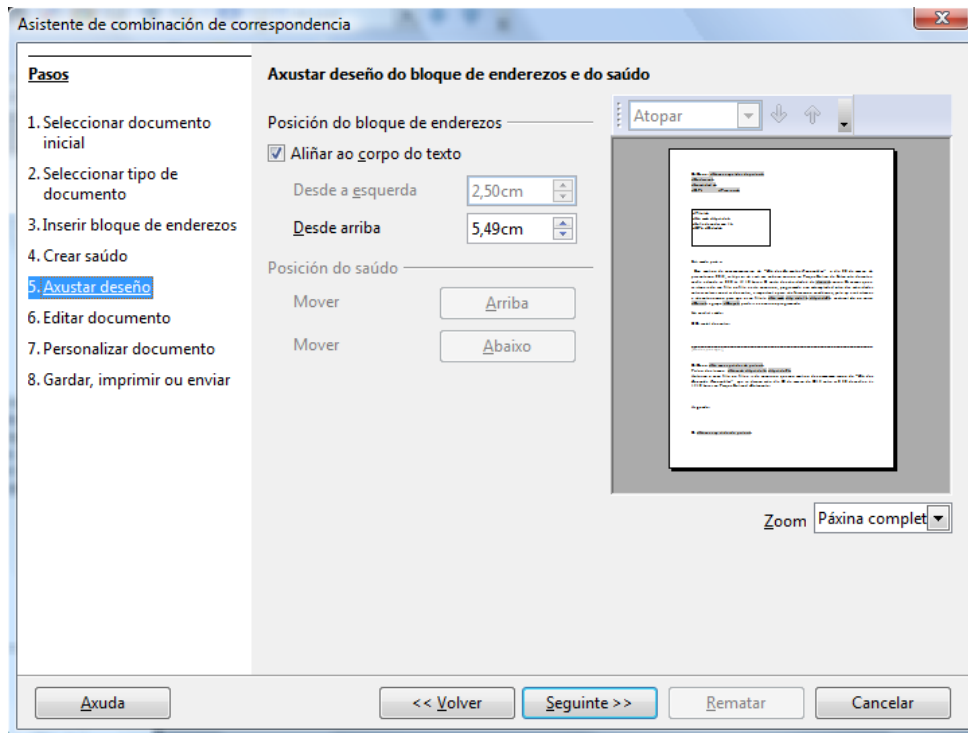 Asistente de combinación de correspondencia
Pasos
1. Seleccionar documento
inicial
2. Seleccionar tipo de
documento
3. Inserir bloque de enderezos
4. Crear saúdo
5. Axustar deseño
6. Editar documento
7. Personalizar documento
8. Gardar, imprimir ou enviar
Axustar deseño do bloque de enderezos e do saúdo
Posición do bloque de enderezos
Aliñar ao corpo do texto
Desde a esquerda 2,50cm
Desde arriba 5,49cm
Posición do saúdo
Mover Arriba
Mover Abaixo
Atopar
Zoom Páxina complet
Axuda << Volver Seguinte >> Rematar Cancelar